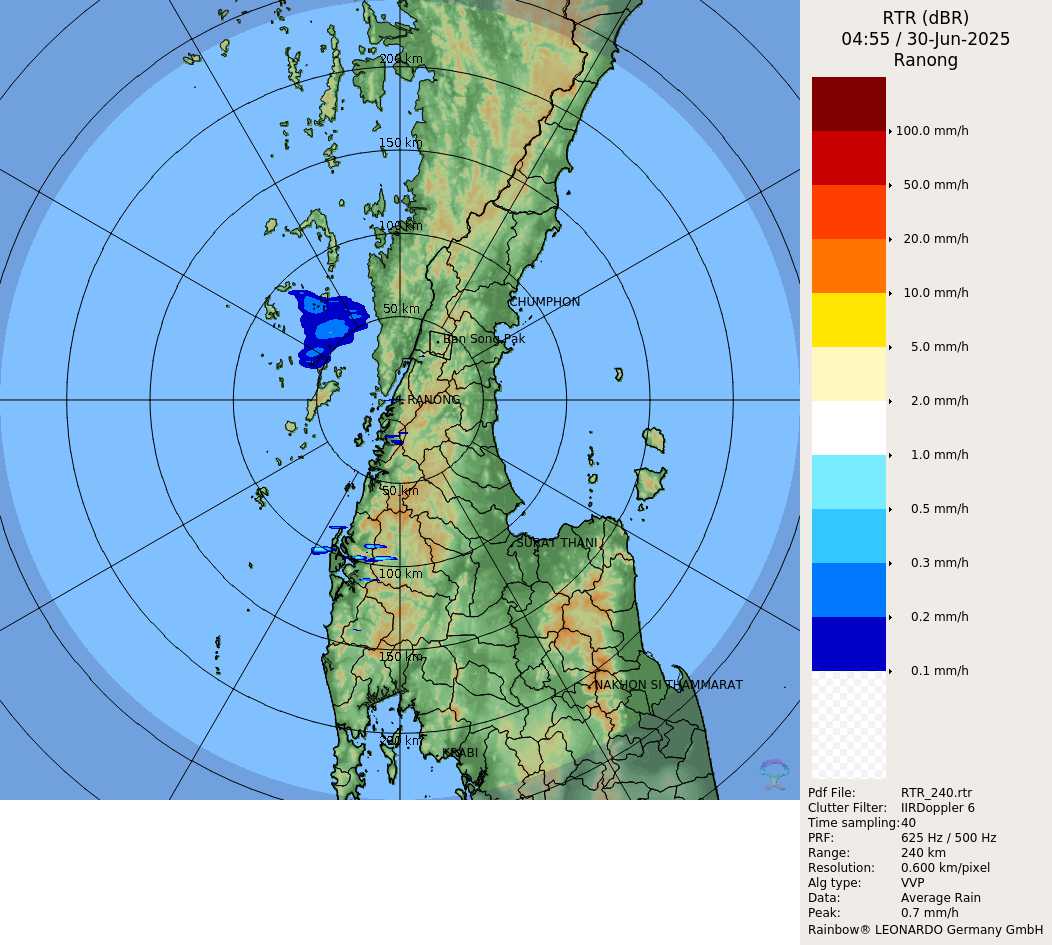 RTR (dBR)
04:55 / 30-Jun-2025
Ranong
100.0 mm/h
50.0 mm/h
20.0 mm/h
10.0 mm/h
5.0 mm/h
2.0 mm/h
1.0 mm/h
0.5 mm/h
0.3 mm/h
0.2 mm/h
0.1 mm/h
200 km
150 km
100 km
50 km
CHUMPHON
Ban Song Pak
RANONG
50 km
SURAT THANI
100 km
150 km
NAKHON SI THAMMARAT
200 km
KRABI
Pdf File: RTR_240.rtr
Clutter Filter: IIRDoppler 6
Time sampling: 40
PRF: 625 Hz / 500 Hz
Range: 240 km
Resolution: 0.600 km/pixel
Alg type: VVP
Data: Average Rain
Peak: 0.7 mm/h
Rainbow® LEONARDO Germany GmbH